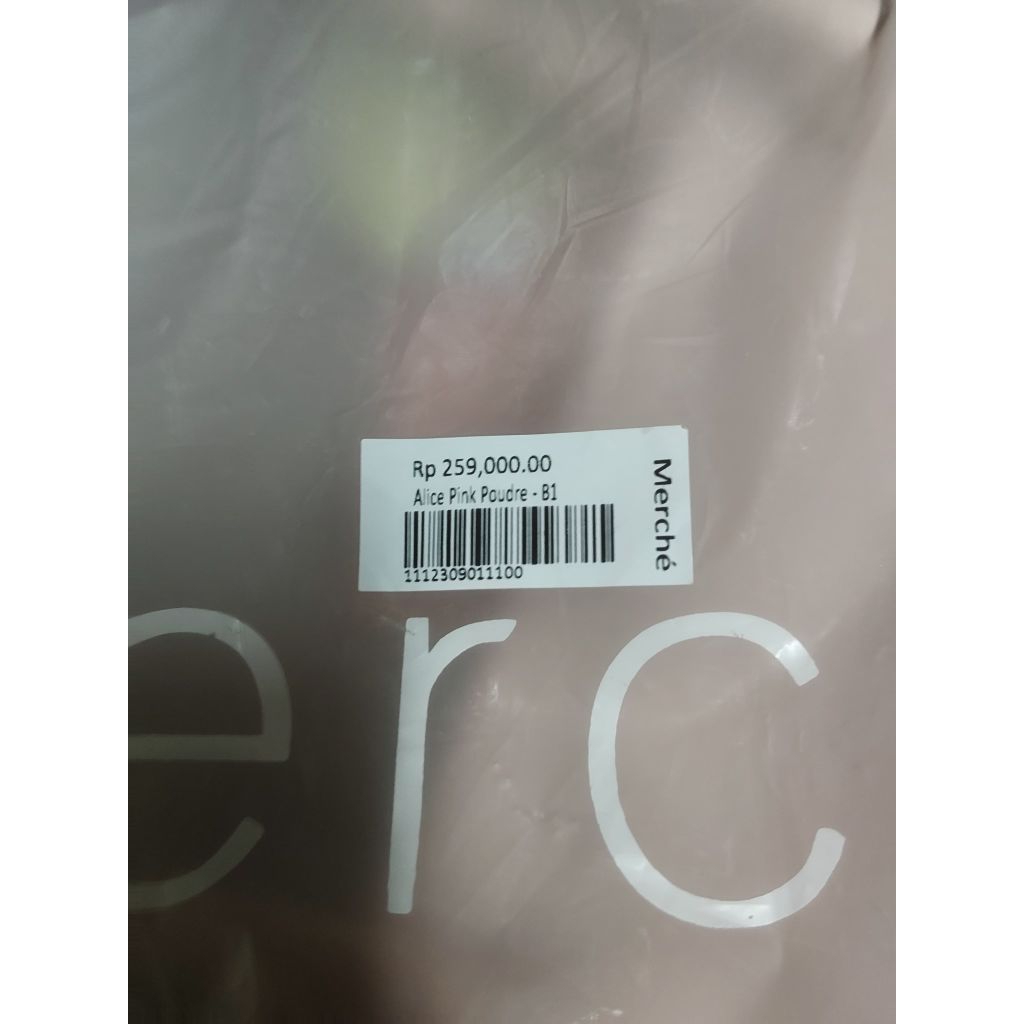 Rp 259,000.00
Alice Pink Poudre - B1
1112309011100
Merché
erc